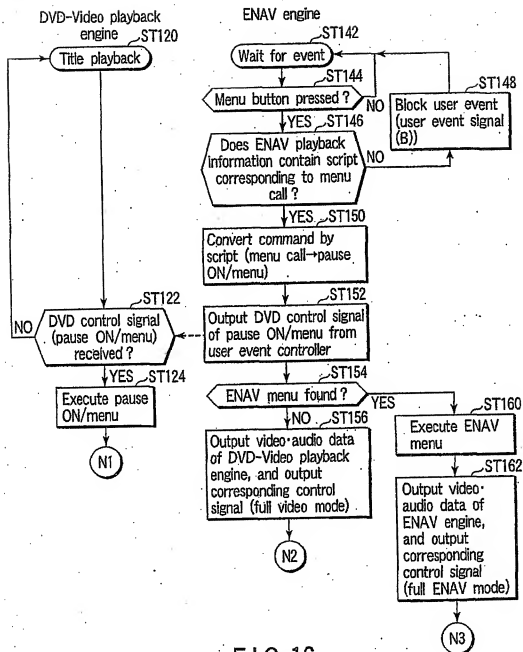 DVD-Video playback
engine
ST120
Title playback
ENAV engine
ST142
Wait for event
ST144
Menu button pressed ?
NO
YES
ST148
Block user event
(user event signal
(B))
ST146
Does ENAV playback
information contain script
corresponding to menu
call ?
NO
YES
ST150
Convert command by
script (menu call→pause
ON/menu)
ST122
NO
DVD control signal
(pause ON/menu)
received ?
ST152
Output DVD control signal
of pause ON/menu from
user event controller
YES
ST124
Execute pause
ON/menu
N1
ST154
ENAV menu found ?
YES
NO
ST156
Output video·audio data
of DVD-Video playback
engine, and output
corresponding control
signal (full video mode)
N2
ST160
Execute ENAV
menu
ST162
Output video·
audio data of
ENAV engine,
and output
corresponding
control signal
(full ENAV mode)
N3